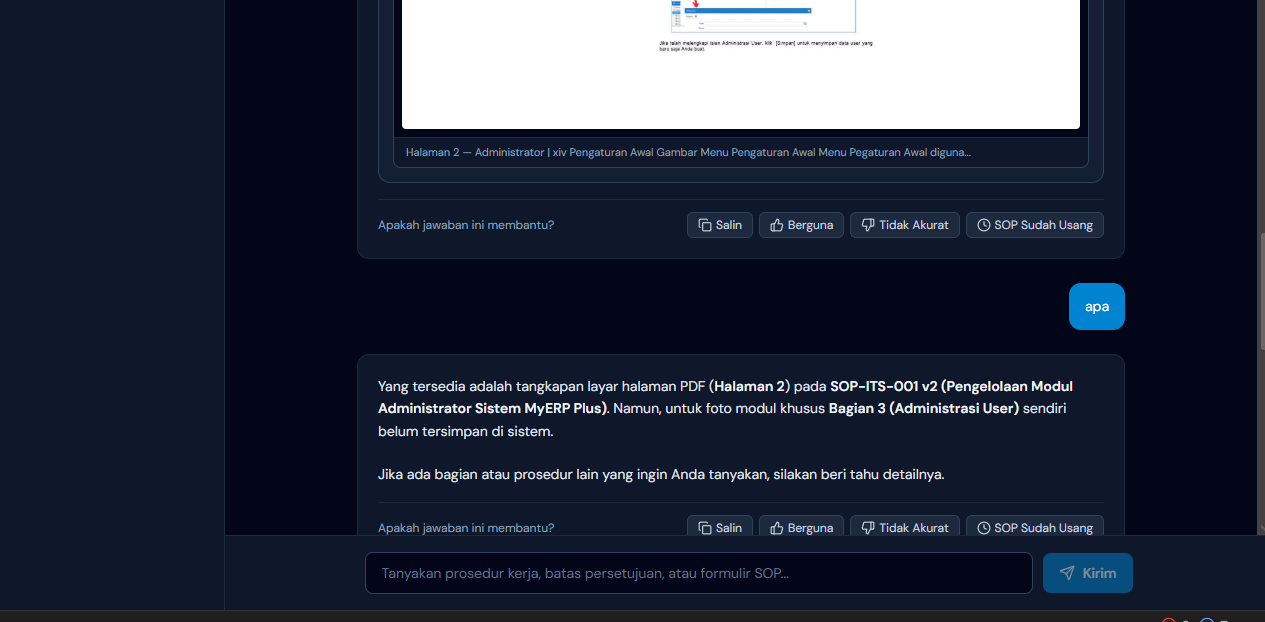 Jika telah melengkapi isian Administrasi User, klik [Simpan] untuk menyimpan data user yang
baru saja Anda buat.
Halaman 2 — Administrator | xiv Pengaturan Awal Gambar Menu Pengaturan Awal Menu Pegaturan Awal diguna...
Apakah jawaban ini membantu?
Salin
Berguna
Tidak Akurat
SOP Sudah Usang
apa
Yang tersedia adalah tangkapan layar halaman PDF (Halaman 2) pada SOP-ITS-001 v2 (Pengelolaan Modul
Administrator Sistem MyERP Plus). Namun, untuk foto modul khusus Bagian 3 (Administrasi User) sendiri
belum tersimpan di sistem.
Jika ada bagian atau prosedur lain yang ingin Anda tanyakan, silakan beri tahu detailnya.
Apakah jawaban ini membantu?
Salin
Berguna
Tidak Akurat
SOP Sudah Usang
Tanyakan prosedur kerja, batas persetujuan, atau formulir SOP...
Kirim